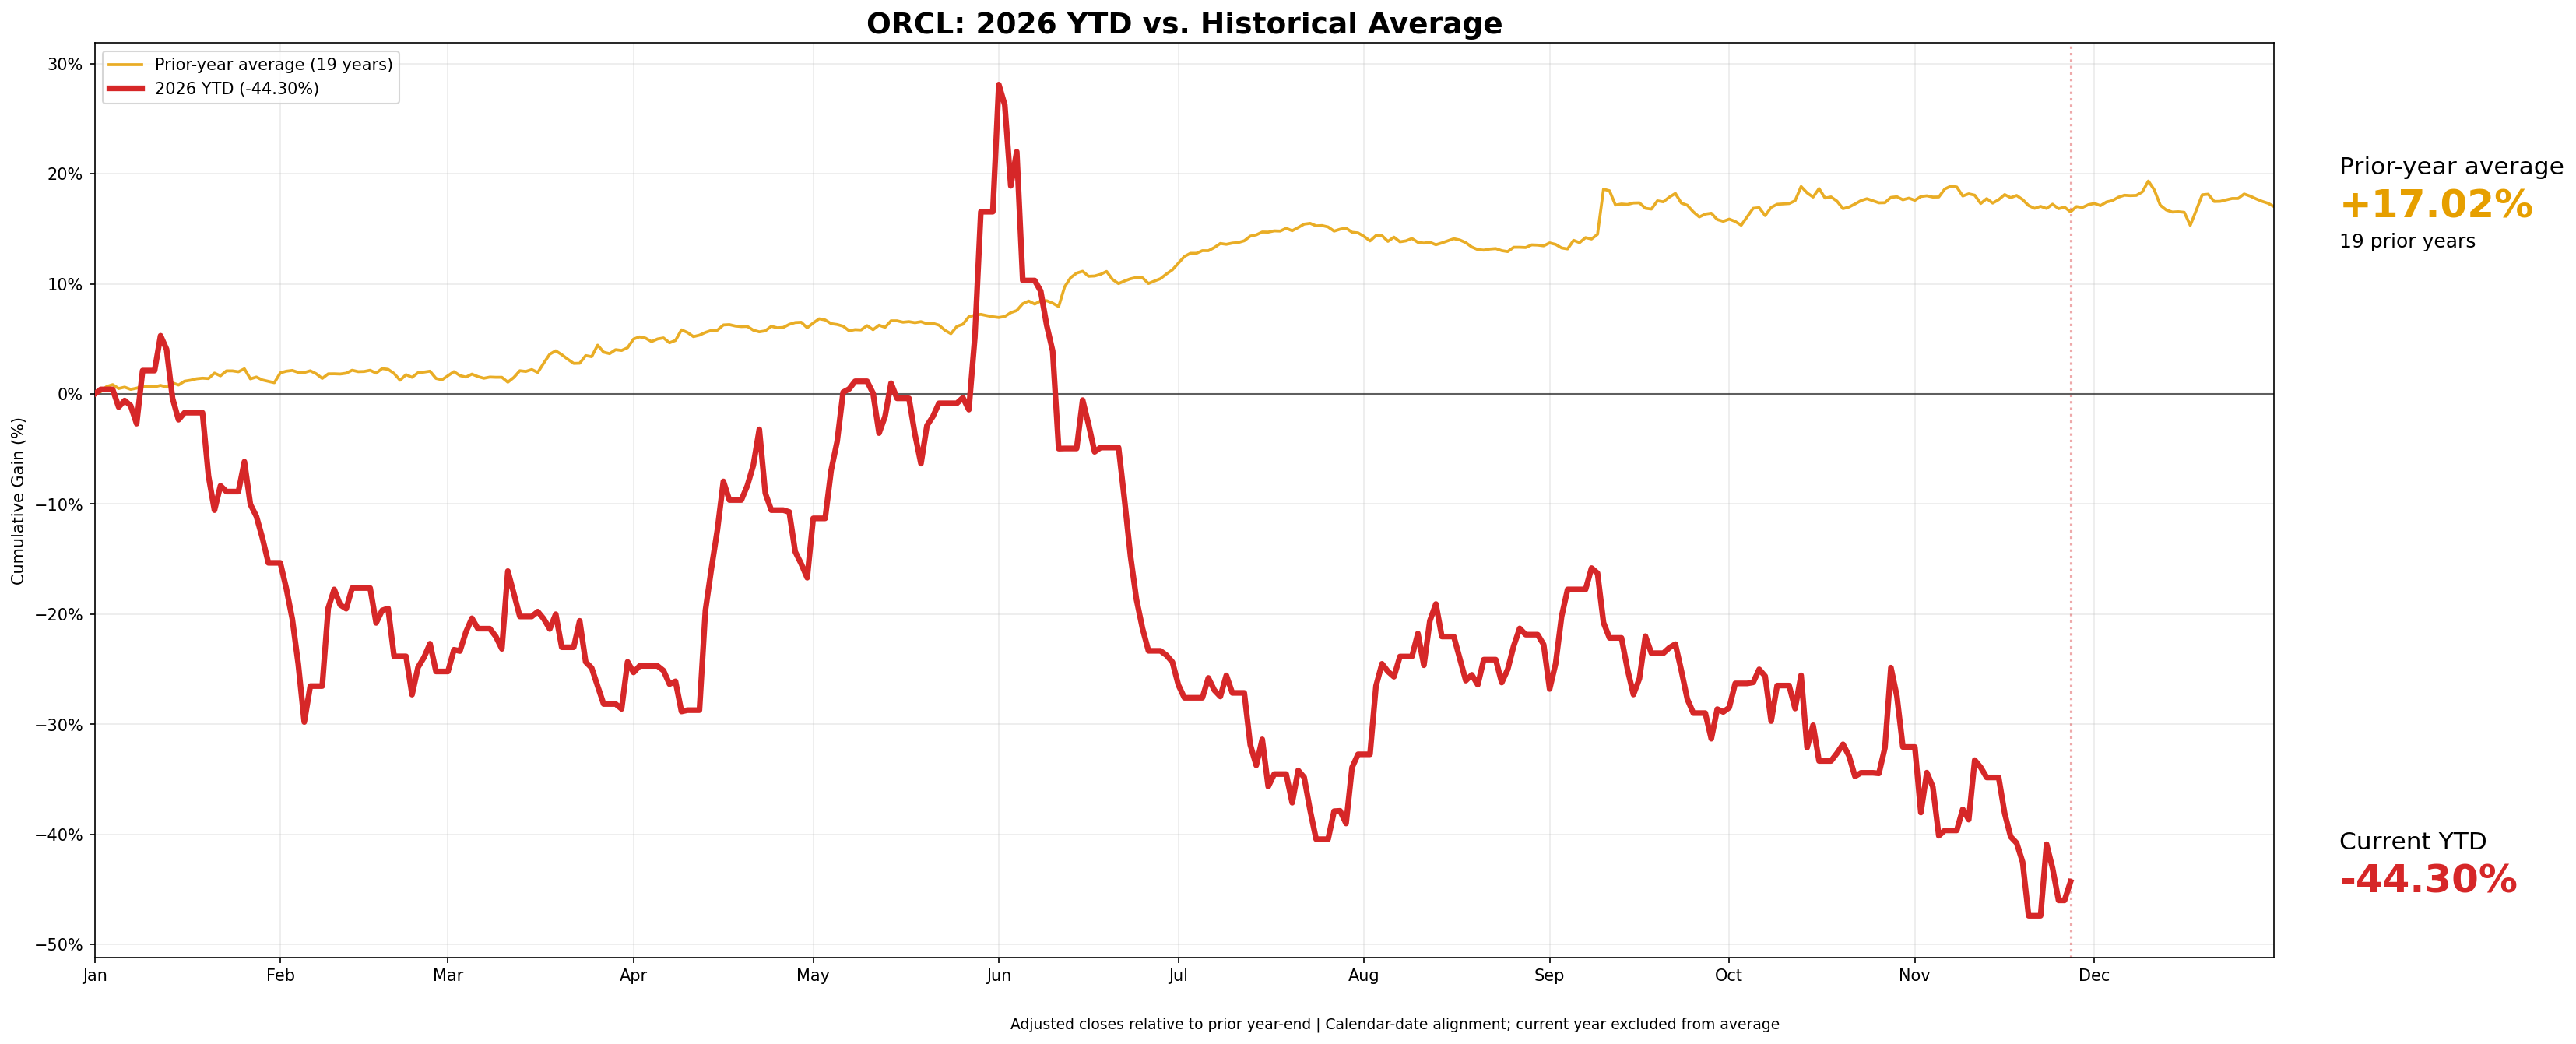 ORCL: 2026 YTD vs. Historical Average
Prior-year average (19 years)
2026 YTD (-44.30%)
30%
20%
10%
0%
−10%
−20%
−30%
−40%
−50%
Cumulative Gain (%)
Jan Feb Mar Apr May Jun Jul Aug Sep Oct Nov Dec
Prior-year average
+17.02%
19 prior years
Current YTD
-44.30%
Adjusted closes relative to prior year-end | Calendar-date alignment; current year excluded from average